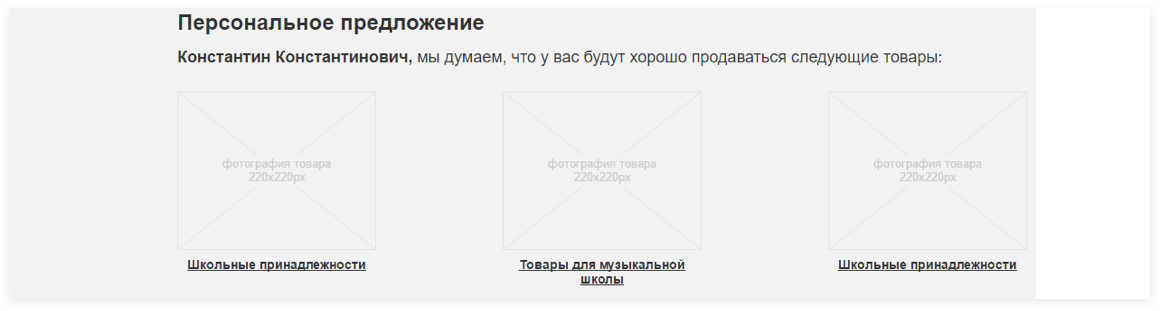 Персональное предложение
Константин Константинович, мы думаем, что у вас будут хорошо продаваться следующие товары:
фотография товара
220x220px
фотография товара
220x220px
фотография товара
220x220px
Школьные принадлежности
Товары для музыкальной
школы
Школьные принадлежности